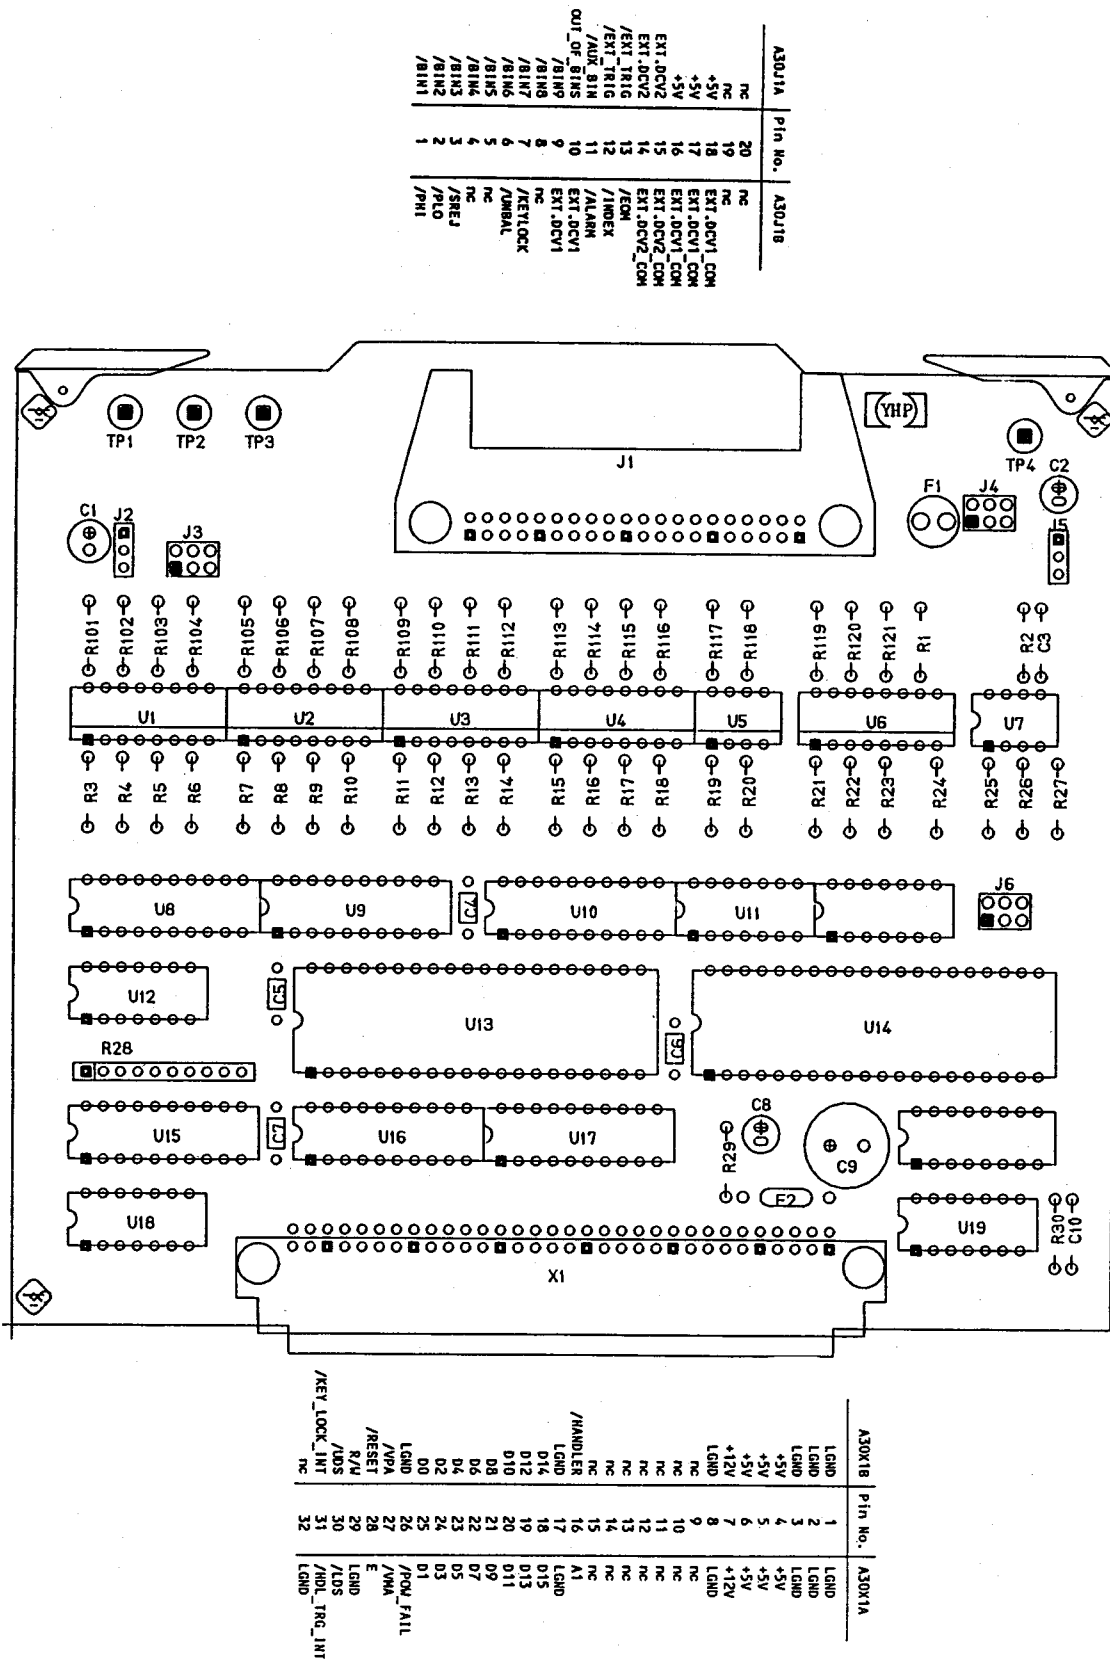 A30J1A Pin No. A30J1B
nc 20 nc
nc 19 nc
+5V 18 EXT.DCV1_COM
+5V 17 EXT.DCV1_COM
+5V 16 EXT.DCV1_COM
EXT.DCV2 15 EXT.DCV2_COM
EXT.DCV2 14 EXT.DCV2_COM
/EXT_TRIG 13 /EOM
/EXT_TRIG 12 /INDEX
/AUX_BIN 11 /ALARM
OUT_OF_BINS 10 EXT.DCV1
/BIN9 9 EXT.DCV1
/BIN8 8 nc
/BIN7 7 /KEYLOCK
/BIN6 6 /UNBAL
/BIN5 5 nc
/BIN4 4 nc
/BIN3 3 /SREJ
/BIN2 2 /PLO
/BIN1 1 /PHI
YHP
TP1 TP2 TP3 J1 TP4 C2
C1 J2 J3 F1 J4 J5
R101 R102 R103 R104 R105 R106 R107 R108 R109 R110 R111 R112 R113 R114 R115 R116 R117 R118 R119 R120 R121 R1 R2 C3
U1 U2 U3 U4 U5 U6 U7
R3 R4 R5 R6 R7 R8 R9 R10 R11 R12 R13 R14 R15 R16 R17 R18 R19 R20 R21 R22 R23 R24 R25 R26 R27
U8 U9 C4 U10 U11 J6
U12 C5 U13 C6 U14
R28
U15 C7 U16 U17 R29 C8 C9
U18 F2 U19 R30 C10
X1
A30X1B Pin No. A30X1A
LGND 1 LGND
LGND 2 LGND
LGND 3 LGND
+5V 4 +5V
+5V 5 +5V
+5V 6 +5V
+12V 7 +12V
LGND 8 LGND
nc 9 nc
nc 10 nc
nc 11 nc
nc 12 nc
nc 13 nc
nc 14 nc
nc 15 nc
/HANDLER 16 A1
LGND 17 LGND
D14 18 D15
D12 19 D13
D10 20 D11
D8 21 D9
D6 22 D7
D4 23 D5
D2 24 D3
D0 25 D1
LGND 26 /POW_FAIL
/VPA 27 /VMA
/RESET 28 E
R/W 29 LGND
/UDS 30 /LDS
/KEY_LOCK_INT 31 /HDL_TRG_INT
nc 32 LGND